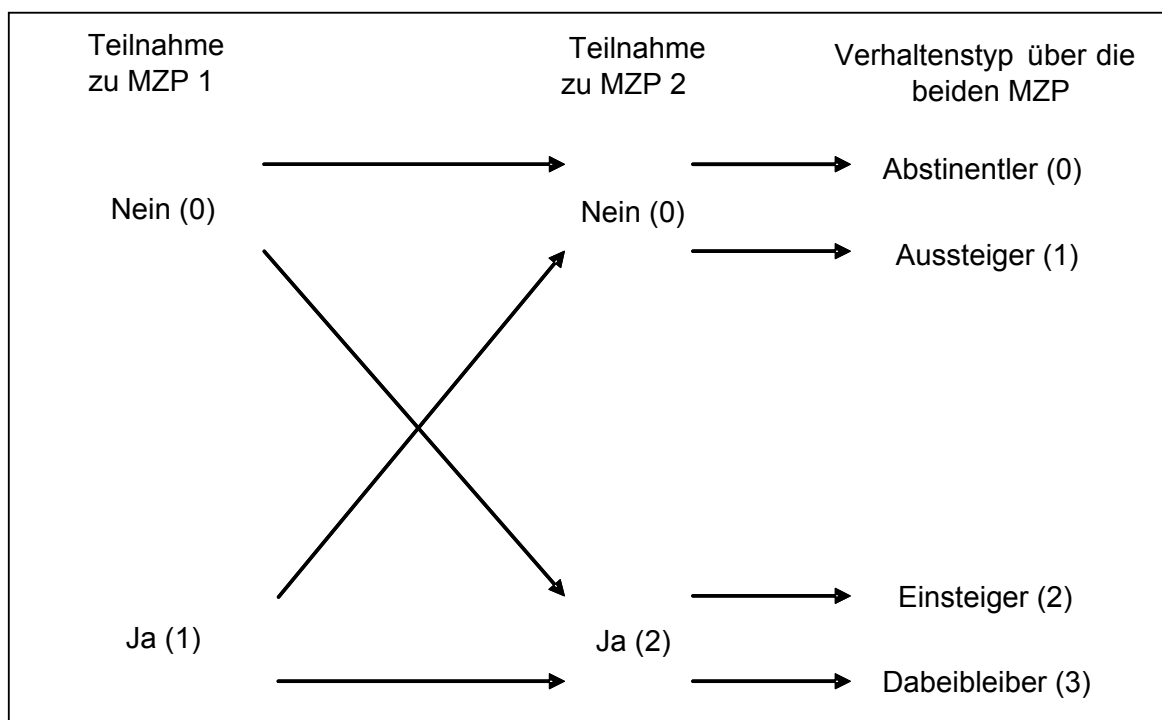 Teilnahme
zu MZP 1
Teilnahme
zu MZP 2
Verhaltenstyp über die
beiden MZP
Nein (0)
Nein (0)
Abstinentler (0)
Aussteiger (1)
Ja (1)
Ja (2)
Einsteiger (2)
Dabeibleiber (3)